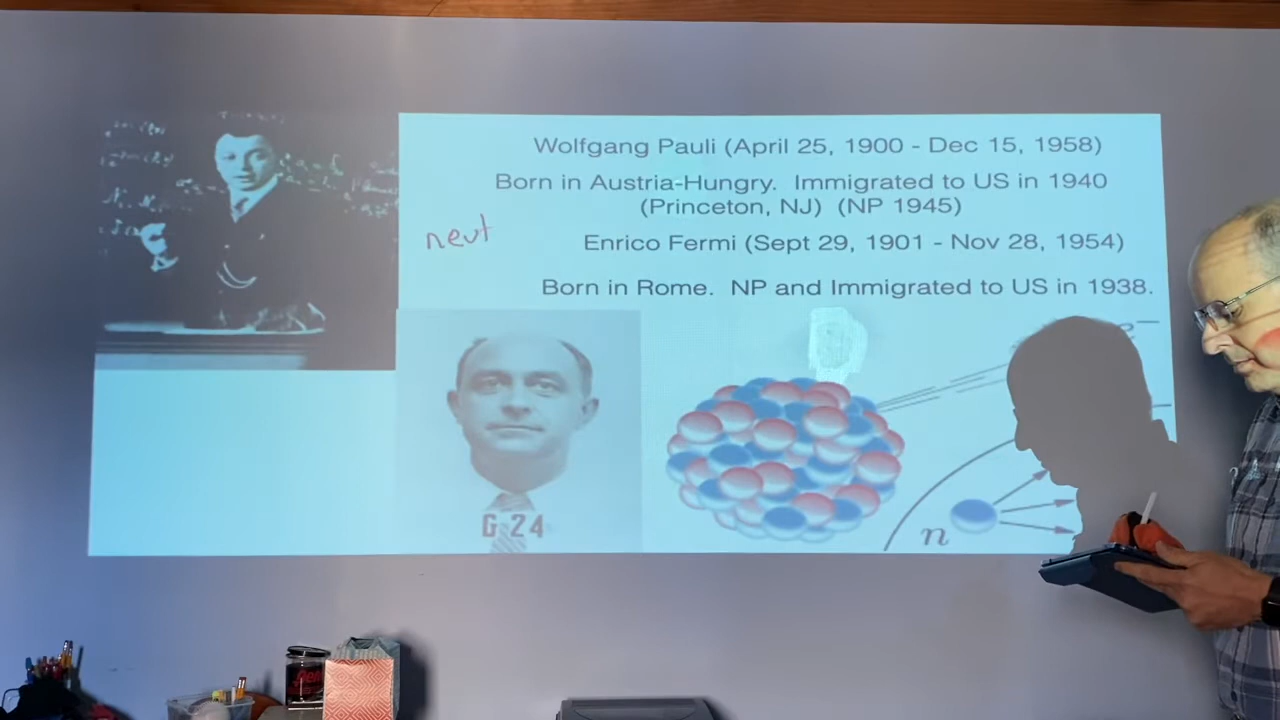 Wolfgang Pauli (April 25, 1900 - Dec 15, 1958)
Born in Austria-Hungry. Immigrated to US in 1940
(Princeton, NJ) (NP 1945)
neut
Enrico Fermi (Sept 29, 1901 - Nov 28, 1954)
Born in Rome. NP and Immigrated to US in 1938.
e⁻
G 24
n